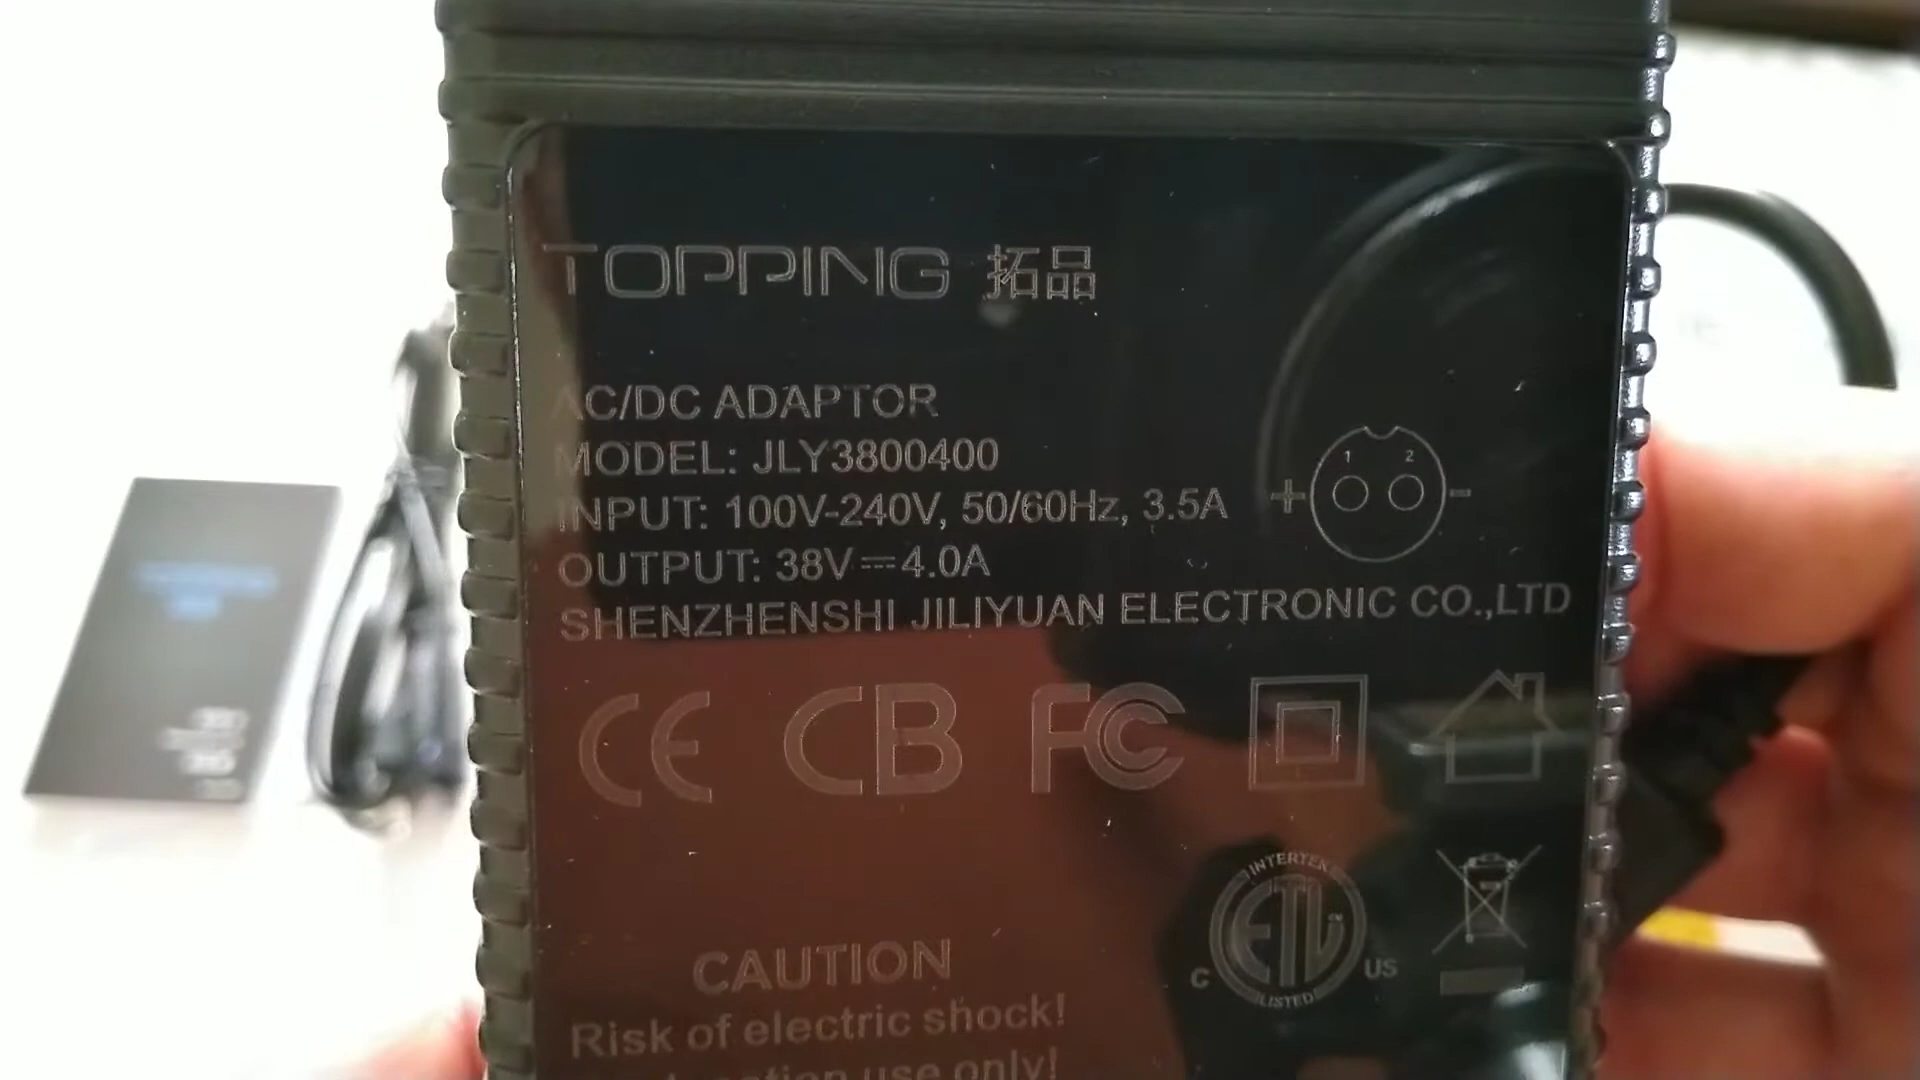 TOPPING 拓品
AC/DC ADAPTOR
MODEL: JLY3800400
INPUT: 100V-240V, 50/60Hz, 3.5A
+ 1 2 -
OUTPUT: 38V⎓4.0A
SHENZHENSHI JILIYUAN ELECTRONIC CO.,LTD
CE CB FC
INTERTEK
ETL
C US
LISTED
CAUTION
Risk of electric shock!
use only!